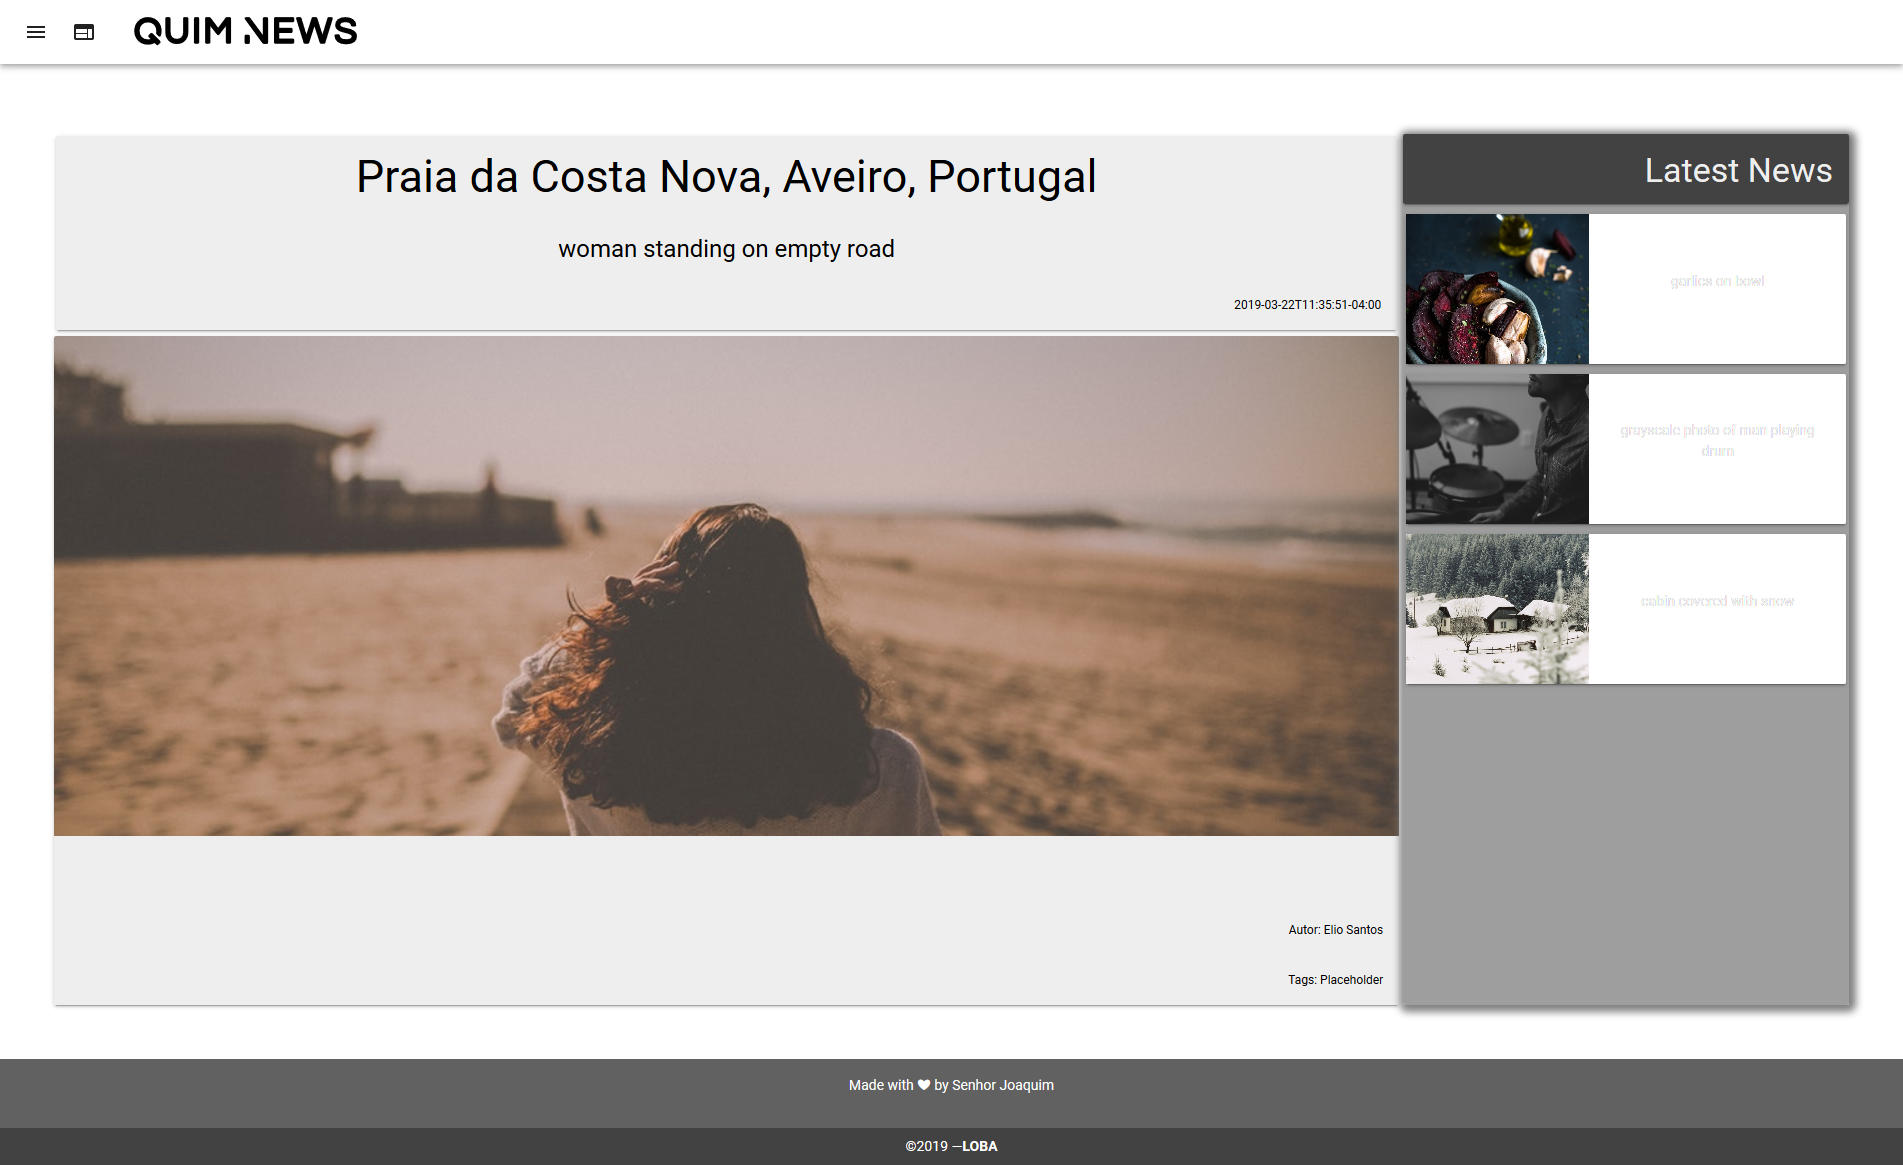 QUIM NEWS
Praia da Costa Nova, Aveiro, Portugal
woman standing on empty road
2019-03-22T11:35:51-04:00
Autor: Elio Santos
Tags: Placeholder
Latest News
garlics on bowl
grayscale photo of man playing
drum
cabin covered with snow
Made with ♥ by Senhor Joaquim
©2019 —LOBA